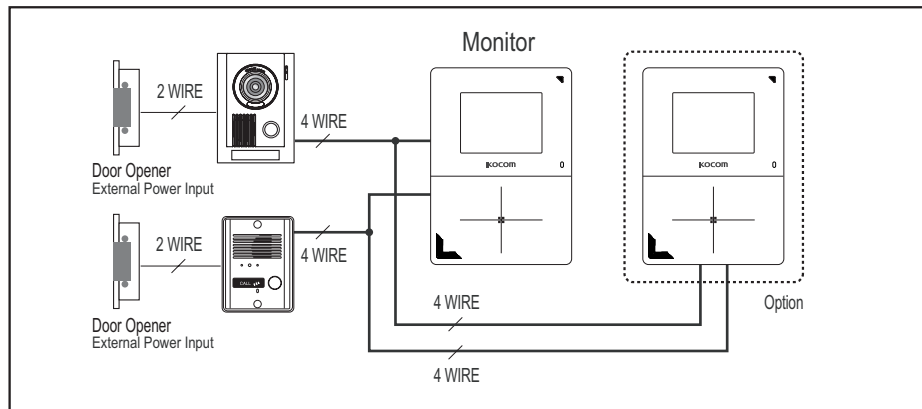 Monitor
2 WIRE
4 WIRE
Door Opener
External Power Input
KOCOM
KOCOM
2 WIRE
4 WIRE
CALL
Door Opener
External Power Input
4 WIRE
Option
4 WIRE